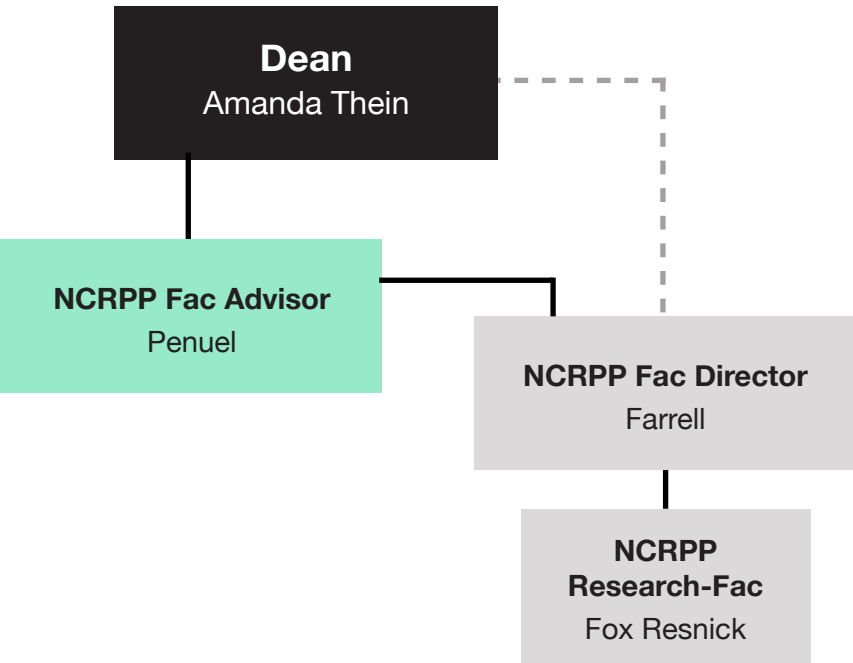 Dean
Amanda Thein
NCRPP Fac Advisor
Penuel
NCRPP Fac Director
Farrell
NCRPP
Research-Fac
Fox Resnick